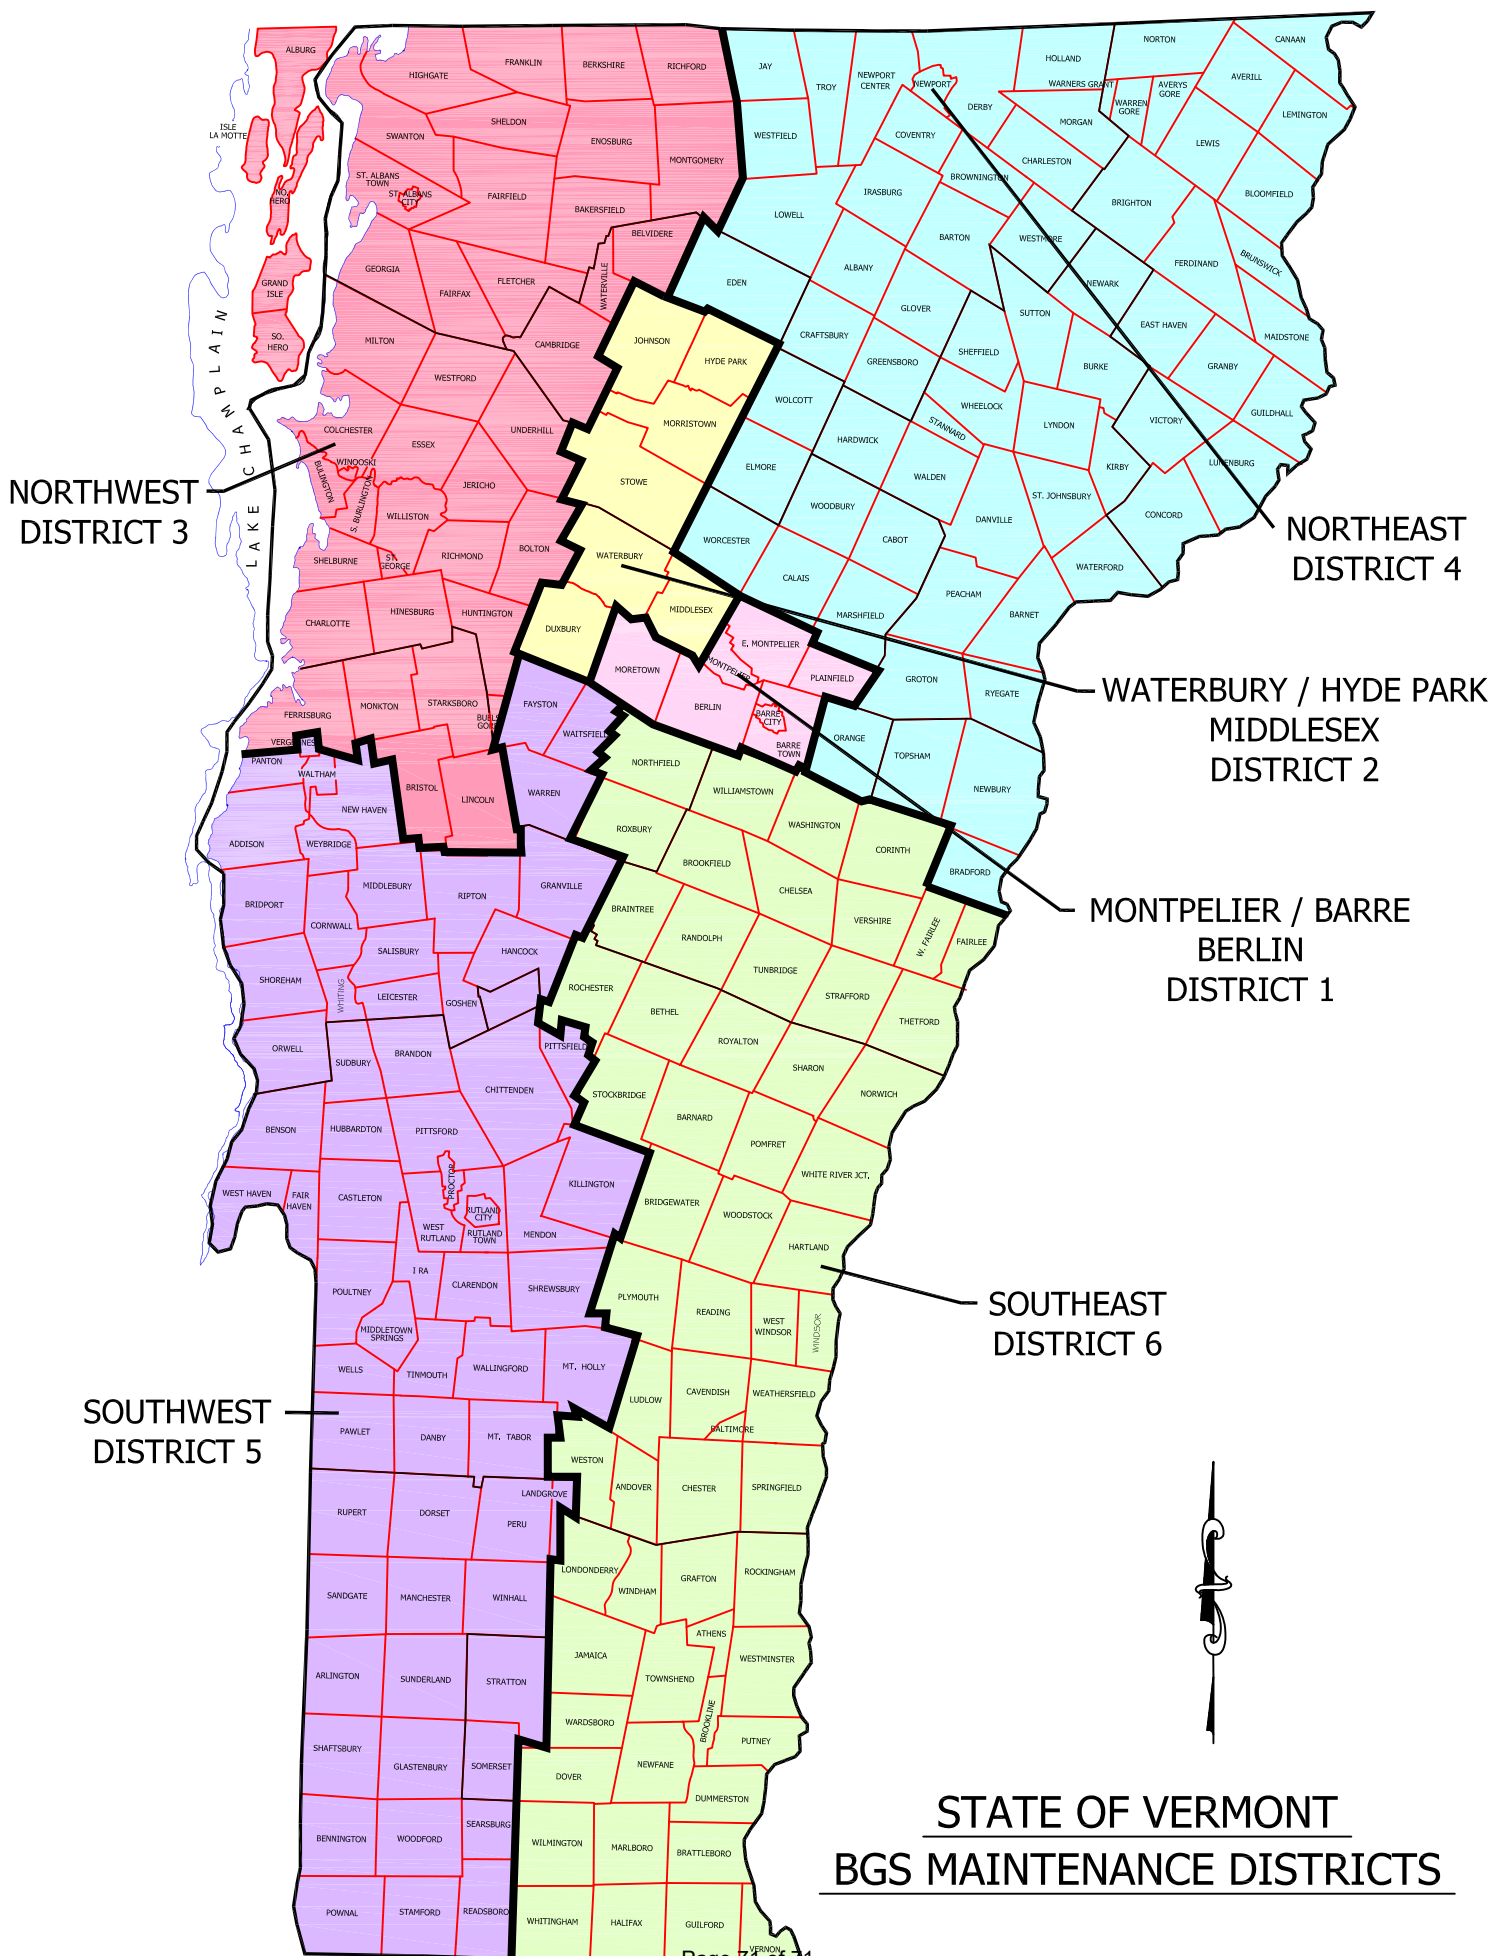 ALBURG
ISLE
LA MOTTE
NO.
HERO
GRAND
ISLE
SO.
HERO
LAKE CHAMPLAIN
HIGHGATE
FRANKLIN
BERKSHIRE
RICHFORD
SWANTON
SHELDON
ENOSBURG
MONTGOMERY
ST. ALBANS
TOWN
ST. ALBANS
CITY
FAIRFIELD
BAKERSFIELD
BELVIDERE
WATERVILLE
GEORGIA
FAIRFAX
FLETCHER
CAMBRIDGE
MILTON
WESTFORD
UNDERHILL
COLCHESTER
ESSEX
WINOOSKI
BULINGTON
S. BURLINGTON
WILLISTON
JERICHO
BOLTON
SHELBURNE
ST.
GEORGE
RICHMOND
CHARLOTTE
HINESBURG
HUNTINGTON
FERRISBURG
MONKTON
STARKSBORO
BUELS
GORE
VERGENNES
BRISTOL
LINCOLN
NORTHWEST
DISTRICT 3
JAY
TROY
NEWPORT
CENTER
NEWPORT
DERBY
HOLLAND
WARNERS GRANT
NORTON
WARREN
GORE
AVERYS
GORE
AVERILL
CANAAN
LEMINGTON
WESTFIELD
COVENTRY
MORGAN
CHARLESTON
LEWIS
BLOOMFIELD
BROWNINGTON
IRASBURG
LOWELL
BARTON
WESTMORE
BRIGHTON
FERDINAND
BRUNSWICK
EDEN
ALBANY
GLOVER
NEWARK
SUTTON
EAST HAVEN
MAIDSTONE
CRAFTSBURY
GREENSBORO
SHEFFIELD
BURKE
GRANBY
GUILDHALL
WOLCOTT
HARDWICK
STANNARD
WHEELOCK
LYNDON
VICTORY
KIRBY
LUNENBURG
ELMORE
WALDEN
WOODBURY
ST. JOHNSBURY
CONCORD
DANVILLE
WORCESTER
CABOT
WATERFORD
CALAIS
PEACHAM
BARNET
MARSHFIELD
GROTON
RYEGATE
ORANGE
TOPSHAM
NEWBURY
BRADFORD
NORTHEAST
DISTRICT 4
JOHNSON
HYDE PARK
MORRISTOWN
STOWE
WATERBURY
MIDDLESEX
DUXBURY
WATERBURY / HYDE PARK
MIDDLESEX
DISTRICT 2
E. MONTPELIER
MONTPELIER
PLAINFIELD
MORETOWN
BERLIN
BARRE
CITY
BARRE
TOWN
MONTPELIER / BARRE
BERLIN
DISTRICT 1
FAYSTON
WAITSFIELD
WARREN
PANTON
WALTHAM
NEW HAVEN
ADDISON
WEYBRIDGE
MIDDLEBURY
RIPTON
GRANVILLE
BRIDPORT
CORNWALL
SALISBURY
HANCOCK
SHOREHAM
WHITING
LEICESTER
GOSHEN
ORWELL
SUDBURY
BRANDON
CHITTENDEN
PITTSFIELD
BENSON
HUBBARDTON
PITTSFORD
WEST HAVEN
FAIR
HAVEN
CASTLETON
PROCTOR
RUTLAND
CITY
RUTLAND
TOWN
WEST
RUTLAND
MENDON
KILLINGTON
I RA
CLARENDON
SHREWSBURY
POULTNEY
MIDDLETOWN
SPRINGS
WELLS
TINMOUTH
WALLINGFORD
MT. HOLLY
PAWLET
DANBY
MT. TABOR
LANDGROVE
RUPERT
DORSET
PERU
SANDGATE
MANCHESTER
WINHALL
ARLINGTON
SUNDERLAND
STRATTON
SHAFTSBURY
GLASTENBURY
SOMERSET
BENNINGTON
WOODFORD
SEARSBURG
POWNAL
STAMFORD
READSBORO
SOUTHWEST
DISTRICT 5
NORTHFIELD
WILLIAMSTOWN
WASHINGTON
CORINTH
ROXBURY
BROOKFIELD
CHELSEA
VERSHIRE
W. FAIRLEE
FAIRLEE
BRAINTREE
RANDOLPH
TUNBRIDGE
STRAFFORD
THETFORD
ROCHESTER
BETHEL
ROYALTON
SHARON
NORWICH
STOCKBRIDGE
BARNARD
POMFRET
WHITE RIVER JCT.
BRIDGEWATER
WOODSTOCK
HARTLAND
PLYMOUTH
READING
WEST
WINDSOR
WINDSOR
LUDLOW
CAVENDISH
WEATHERSFIELD
BALTIMORE
WESTON
ANDOVER
CHESTER
SPRINGFIELD
LONDONDERRY
WINDHAM
GRAFTON
ROCKINGHAM
ATHENS
JAMAICA
TOWNSHEND
WESTMINSTER
BROOKLINE
WARDSBORO
PUTNEY
DOVER
NEWFANE
DUMMERSTON
WILMINGTON
MARLBORO
BRATTLEBORO
WHITINGHAM
HALIFAX
GUILFORD
VERNON
SOUTHEAST
DISTRICT 6
STATE OF VERMONT
BGS MAINTENANCE DISTRICTS
Page 71 of 71